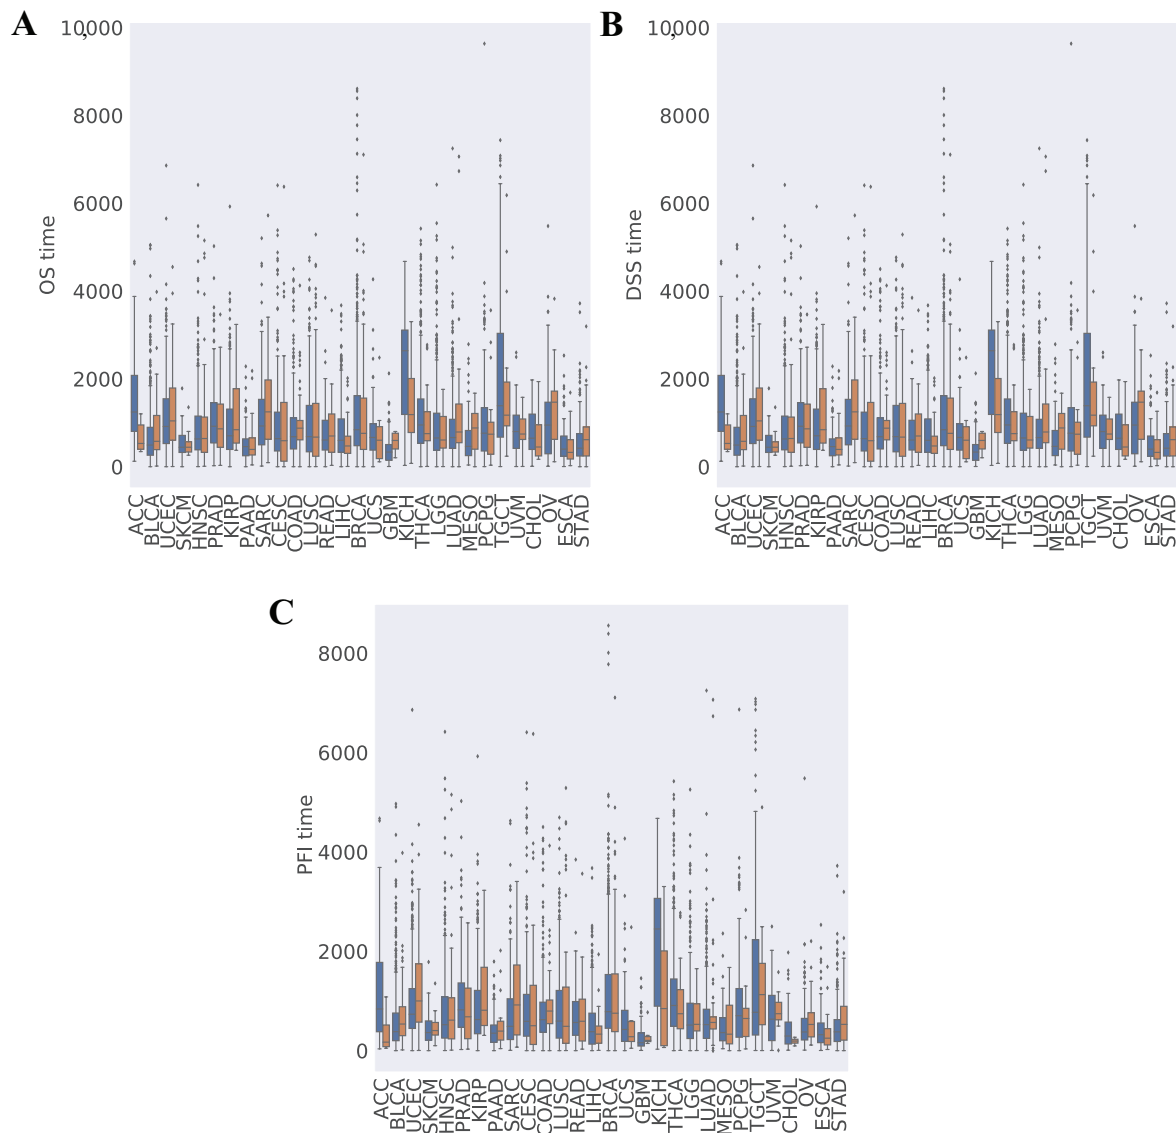 A
,
B
,
10000
8000
6000
4000
2000
0
OS time
ACC
BLCA
UCEC
SKCM
HNSC
PRAD
KIRP
PAAD
SARC
CESC
COAD
LUSC
READ
LIHC
BRCA
UCS
GBM
KICH
THCA
LGG
LUAD
MESO
PCPG
TGCT
UVM
CHOL
OV
ESCA
STAD
10000
8000
6000
4000
2000
0
DSS time
ACC
BLCA
UCEC
SKCM
HNSC
PRAD
KIRP
PAAD
SARC
CESC
COAD
LUSC
READ
LIHC
BRCA
UCS
GBM
KICH
THCA
LGG
LUAD
MESO
PCPG
TGCT
UVM
CHOL
OV
ESCA
STAD
C
8000
6000
4000
2000
0
PFI time
ACC
BLCA
UCEC
SKCM
HNSC
PRAD
KIRP
PAAD
SARC
CESC
COAD
LUSC
READ
LIHC
BRCA
UCS
GBM
KICH
THCA
LGG
LUAD
MESO
PCPG
TGCT
UVM
CHOL
OV
ESCA
STAD